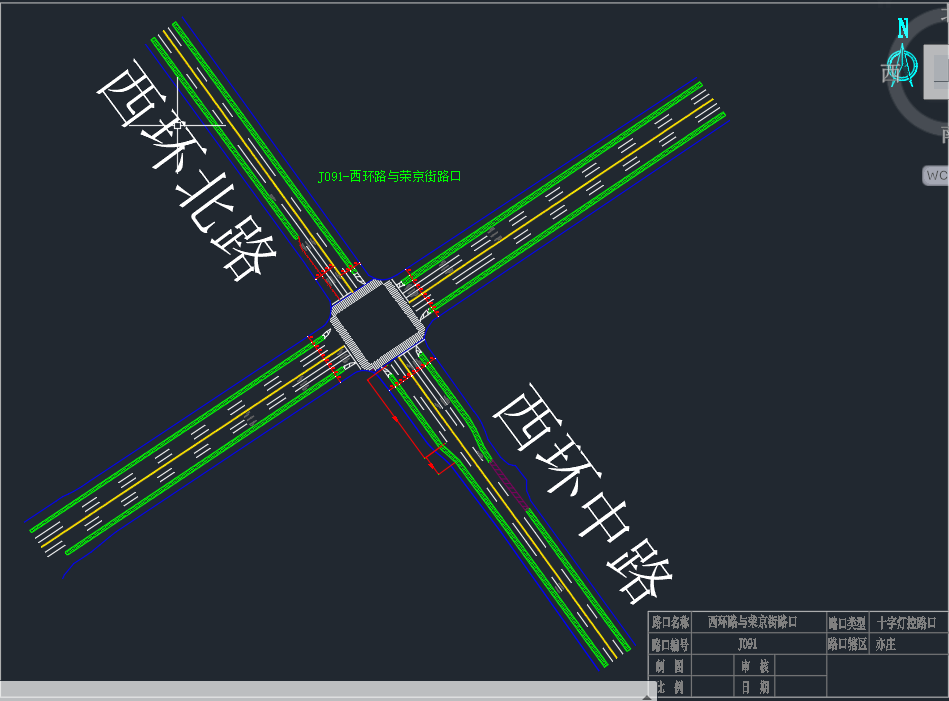 N
西
西环北路
J091-西环路与荣京街路口
WC
西环中路
路口名称 西环路与荣京街路口 路口类型 十字灯控路口
路口编号 J091 路口辖区 亦庄
制 图 审 核
比 例 日 期